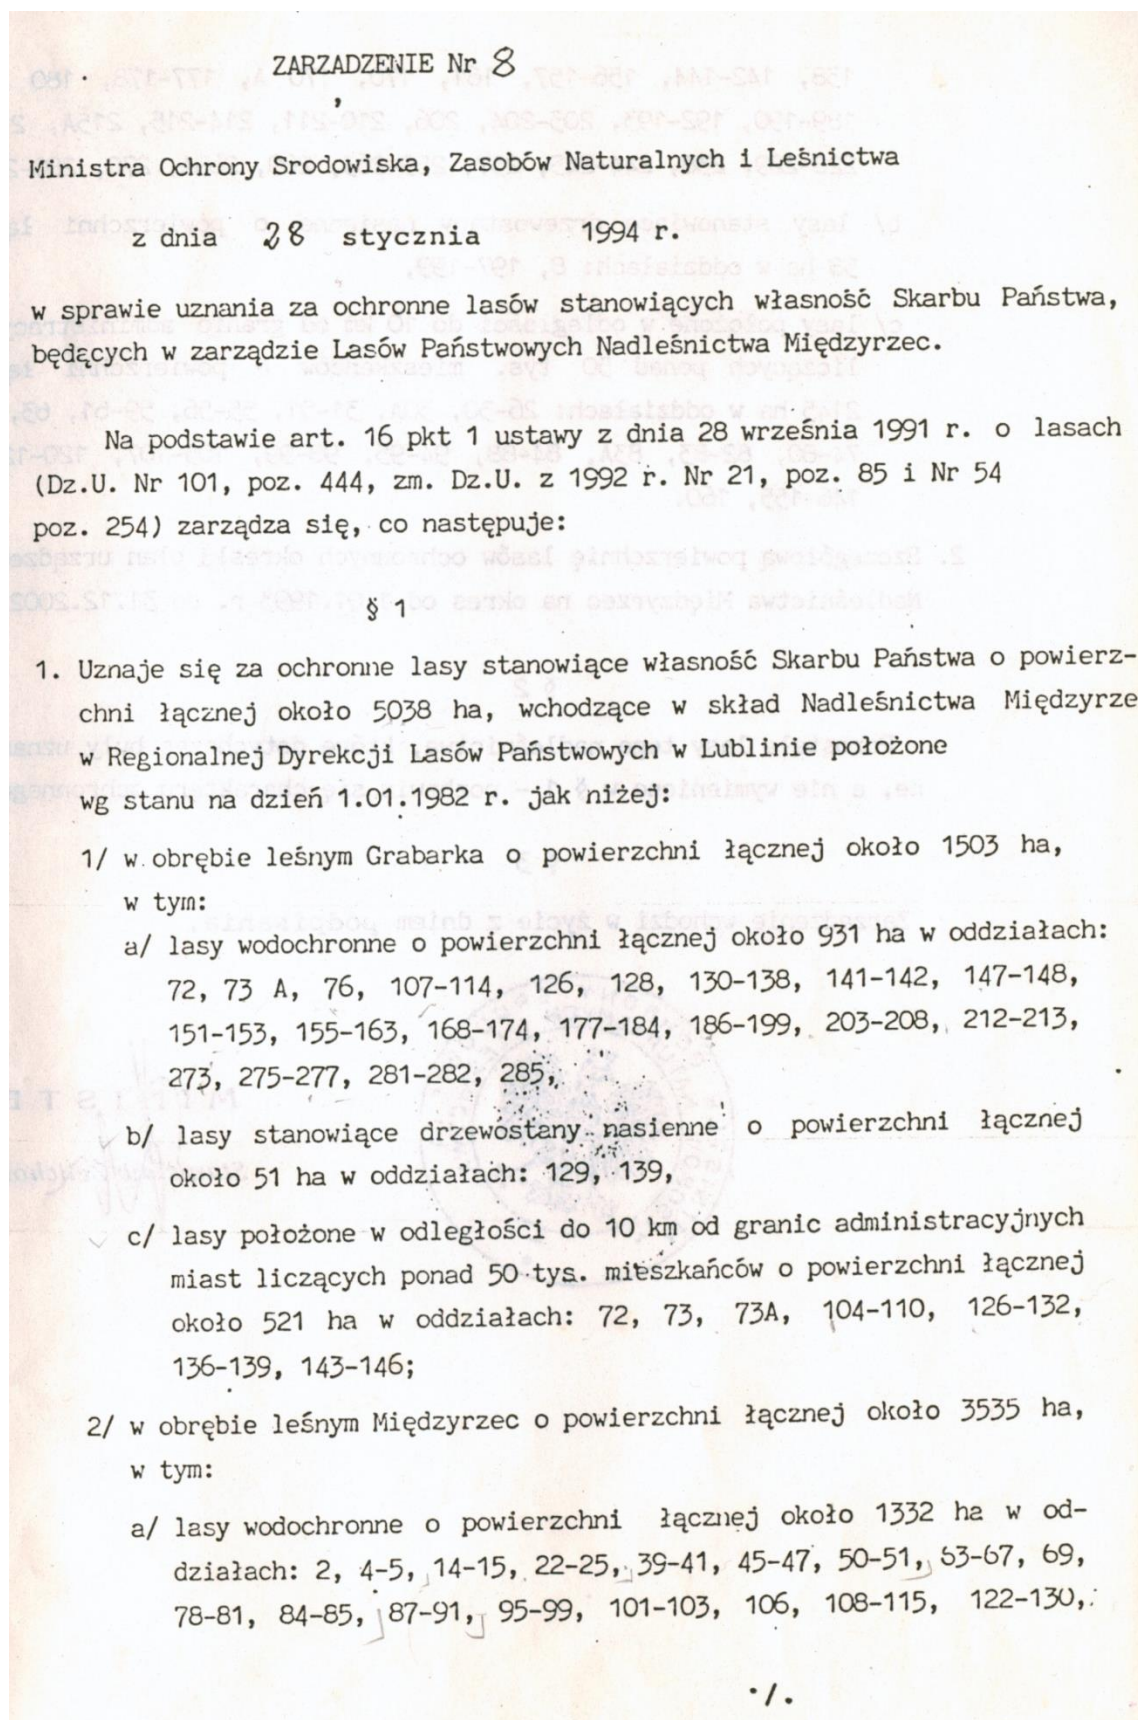 ZARZADZENIE Nr 8
Ministra Ochrony Srodowiska, Zasobów Naturalnych i Leśnictwa
z dnia 28 stycznia 1994 r.
w sprawie uznania za ochronne lasów stanowiących własność Skarbu Państwa,
będących w zarządzie Lasów Państwowych Nadleśnictwa Międzyrzec.
Na podstawie art. 16 pkt 1 ustawy z dnia 28 września 1991 r. o lasach
(Dz.U. Nr 101, poz. 444, zm. Dz.U. z 1992 r. Nr 21, poz. 85 i Nr 54
poz. 254) zarządza się, co następuje:
§ 1
1. Uznaje się za ochronne lasy stanowiące własność Skarbu Państwa o powierz-
chni łącznej około 5038 ha, wchodzące w skład Nadleśnictwa Międzyrze
w Regionalnej Dyrekcji Lasów Państwowych w Lublinie położone
wg stanu na dzień 1.01.1982 r. jak niżej:
1/ w obrębie leśnym Grabarka o powierzchni łącznej około 1503 ha,
w tym:
a/ lasy wodochronne o powierzchni łącznej około 931 ha w oddziałach:
72, 73 A, 76, 107-114, 126, 128, 130-138, 141-142, 147-148,
151-153, 155-163, 168-174, 177-184, 186-199, 203-208, 212-213,
273, 275-277, 281-282, 285,
b/ lasy stanowiące drzewostany nasienne o powierzchni łącznej
około 51 ha w oddziałach: 129, 139,
c/ lasy położone w odległości do 10 km od granic administracyjnych
miast liczących ponad 50 tys. mieszkańców o powierzchni łącznej
około 521 ha w oddziałach: 72, 73, 73A, 104-110, 126-132,
136-139, 143-146;
2/ w obrębie leśnym Międzyrzec o powierzchni łącznej około 3535 ha,
w tym:
a/ lasy wodochronne o powierzchni łącznej około 1332 ha w od-
działach: 2, 4-5, 14-15, 22-25, 39-41, 45-47, 50-51, 63-67, 69,
78-81, 84-85, 87-91, 95-99, 101-103, 106, 108-115, 122-130,
./.